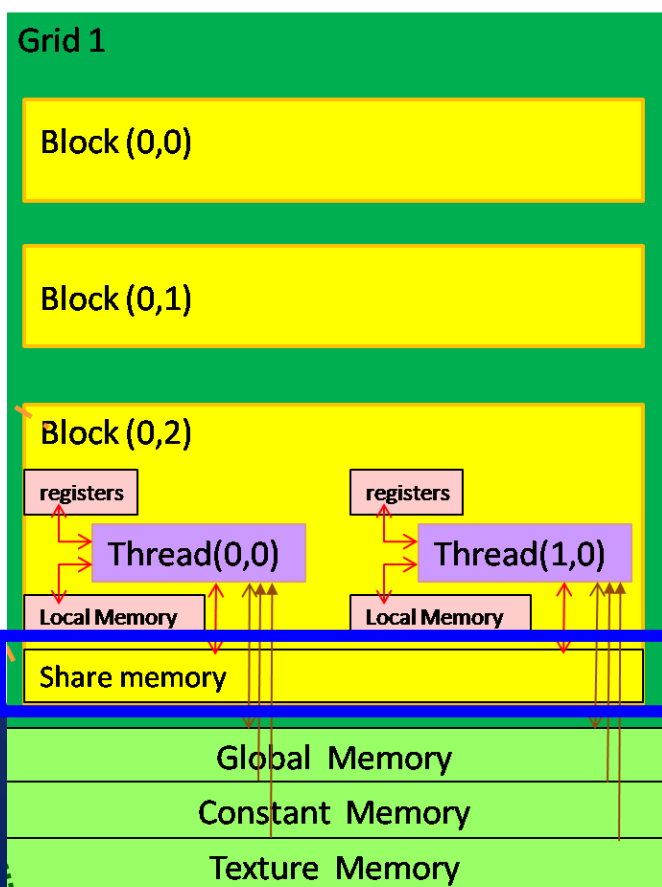 Grid 1
Block (0,0)
Block (0,1)
Block (0,2)
registers
registers
Thread(0,0)
Thread(1,0)
Local Memory
Local Memory
Share memory
Global Memory
Constant Memory
Texture Memory